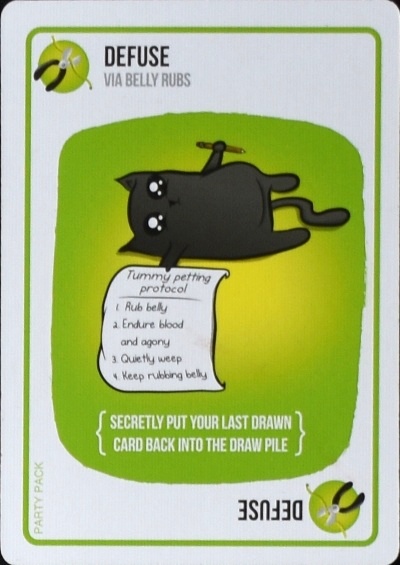 DEFUSE
VIA BELLY RUBS
Tummy petting
protocol
1. Rub belly
2. Endure blood
and agony
3. Quietly weep
4. Keep rubbing belly
SECRETLY PUT YOUR LAST DRAWN
CARD BACK INTO THE DRAW PILE
PARTY PACK
DEFUSE